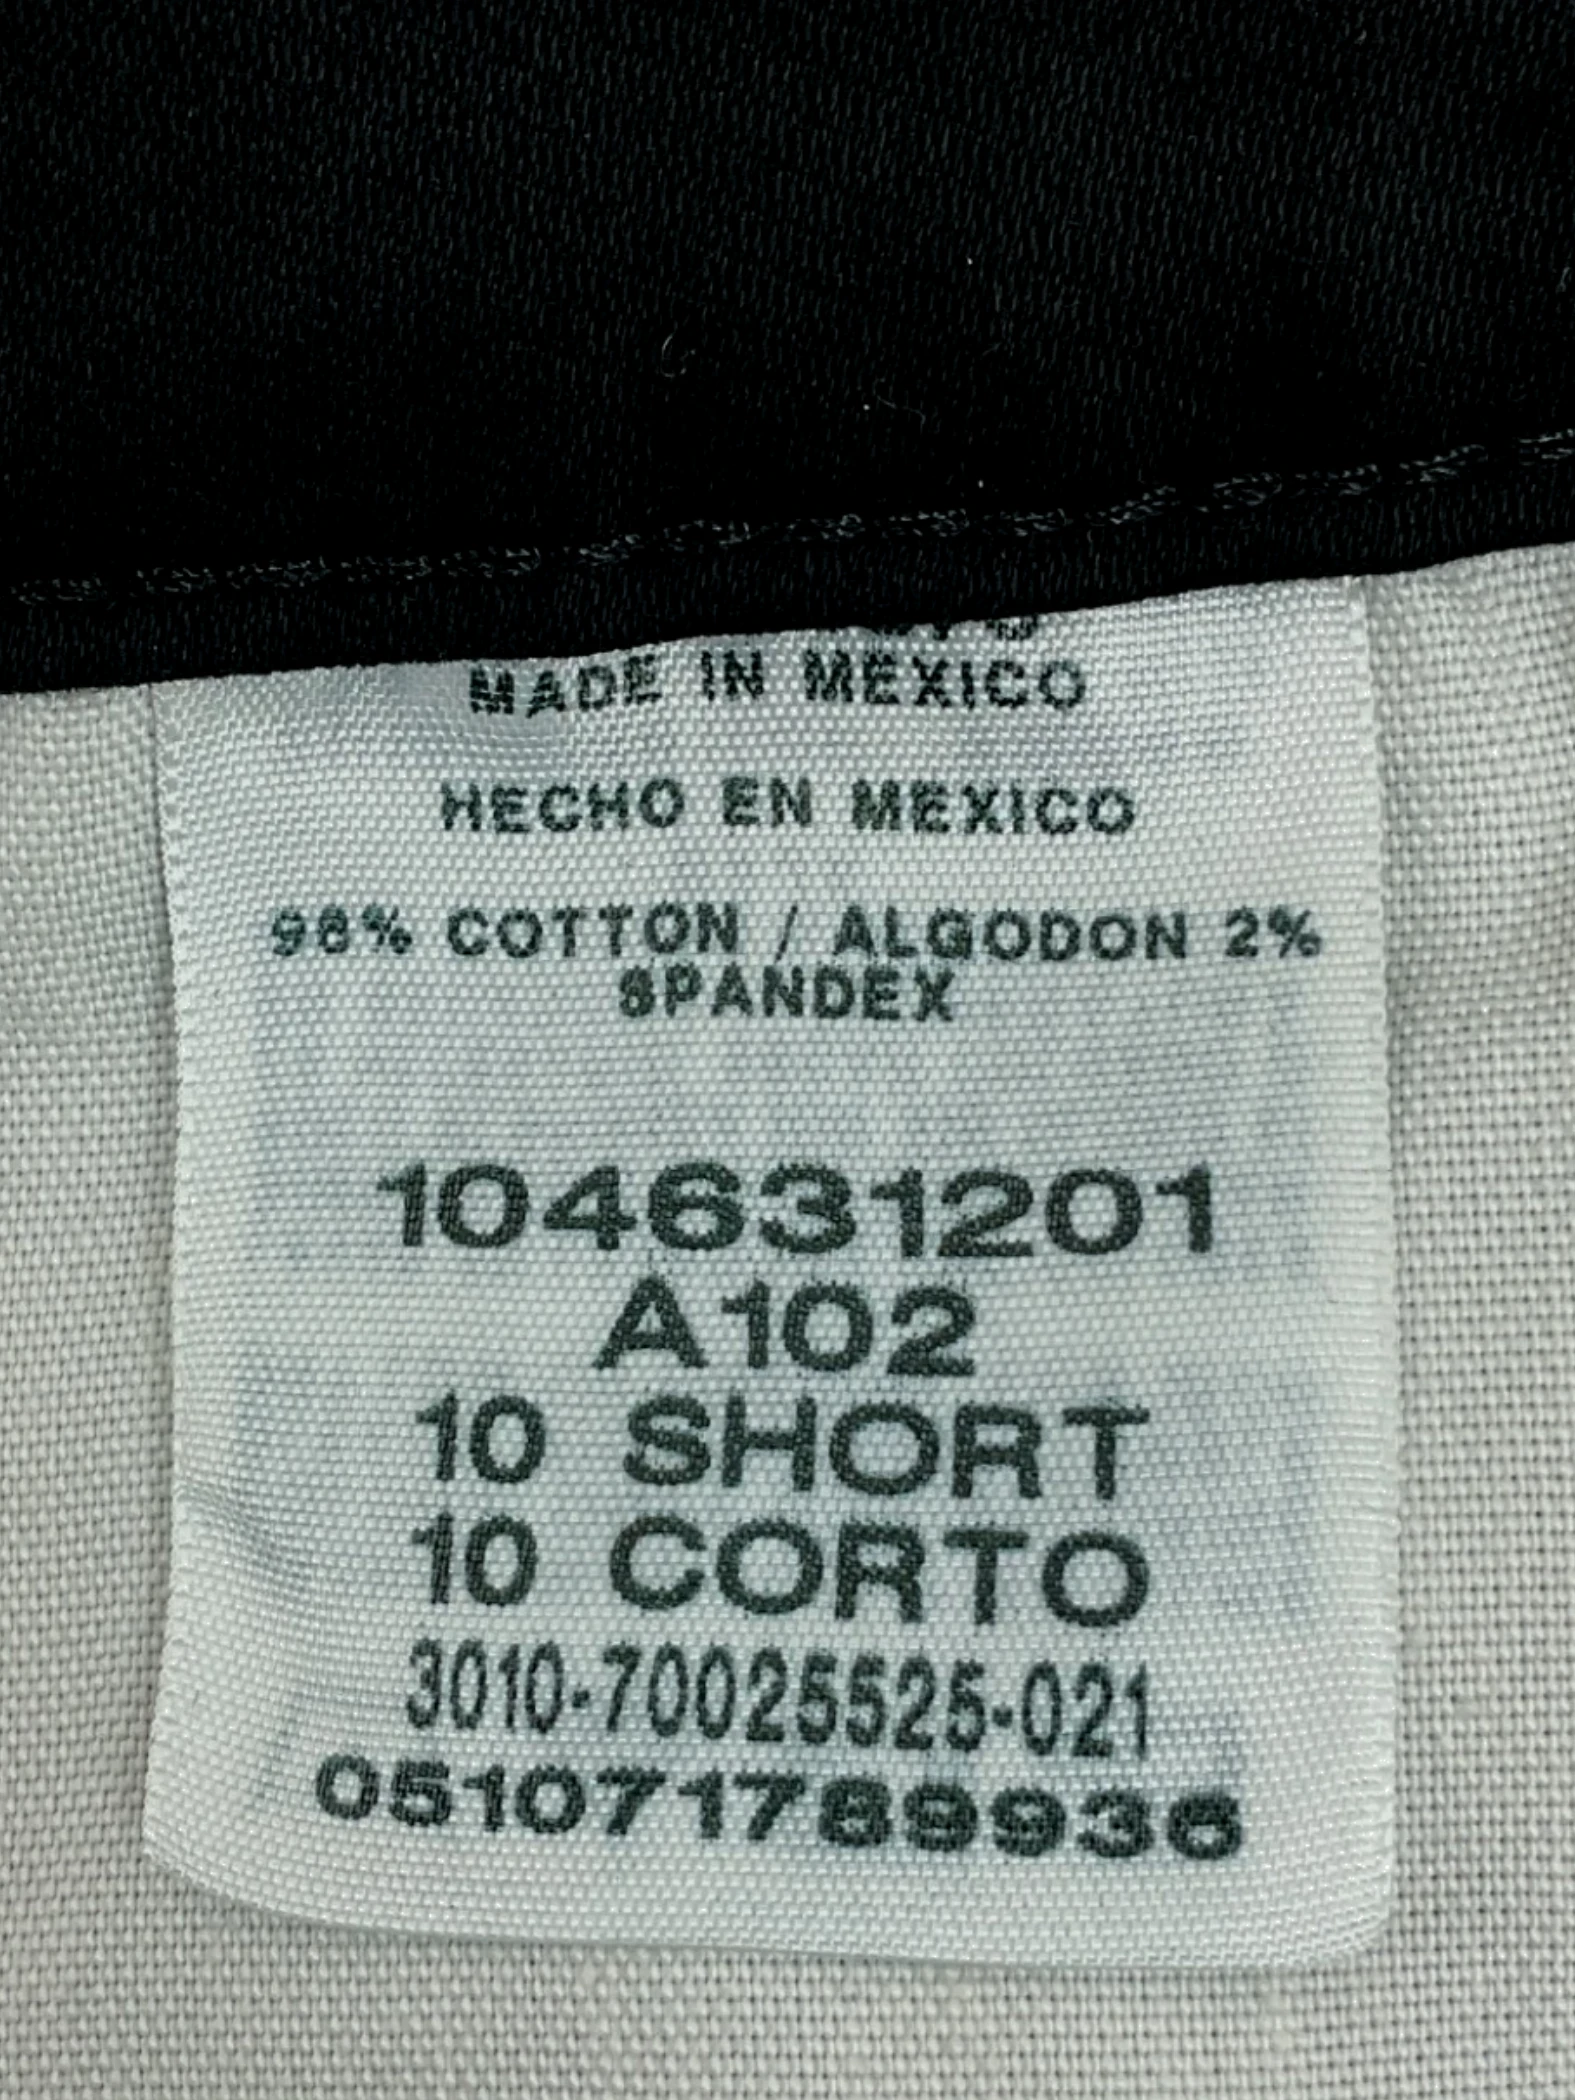 MADE IN MEXICO
HECHO EN MEXICO
98% COTTON / ALGODON 2%
SPANDEX
104631201
A102
10 SHORT
10 CORTO
3010-70025525-021
051071789936